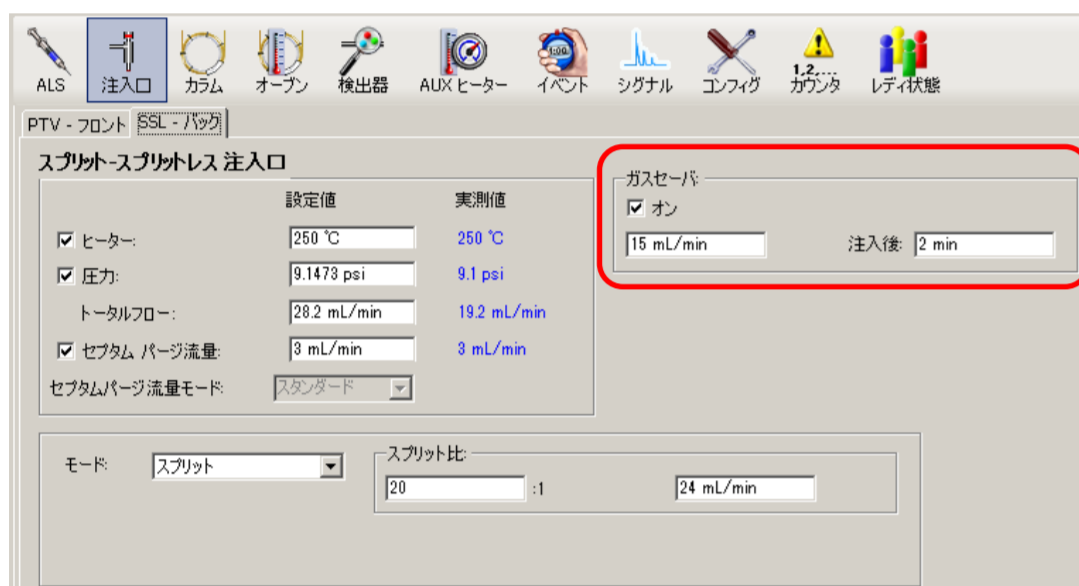 ALS 注入口 カラム オーブン 検出器 AUX ヒーター イベント シグナル コンフィグ 1,2,... カウンタ レディ状態
PTV - フロント SSL - バック
スプリット-スプリットレス 注入口
設定値 実測値
ヒーター: 250 ℃ 250 ℃
圧力: 9.1473 psi 9.1 psi
トータルフロー: 28.2 mL/min 19.2 mL/min
セプタム パージ流量: 3 mL/min 3 mL/min
セプタムパージ流量モード: スタンダード
ガスセーバ:
オン
15 mL/min 注入後: 2 min
モード: スプリット
スプリット比:
20 :1 24 mL/min